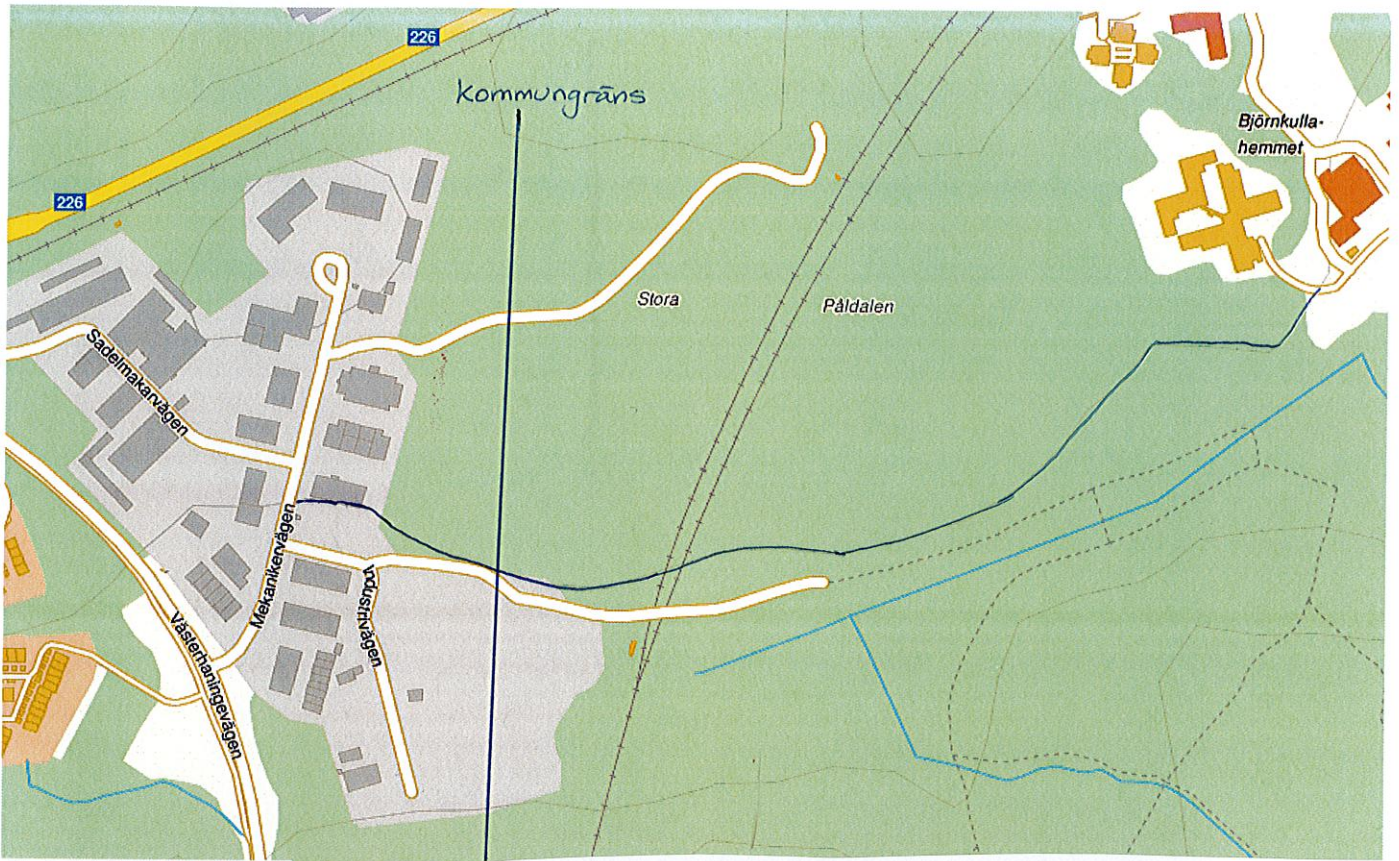 226
kommungräns
Björnkulla-
hemmet
226
Stora
Påldalen
Sadelmakarvägen
Mekanikervägen
Industrivägen
Västerhaningevägen